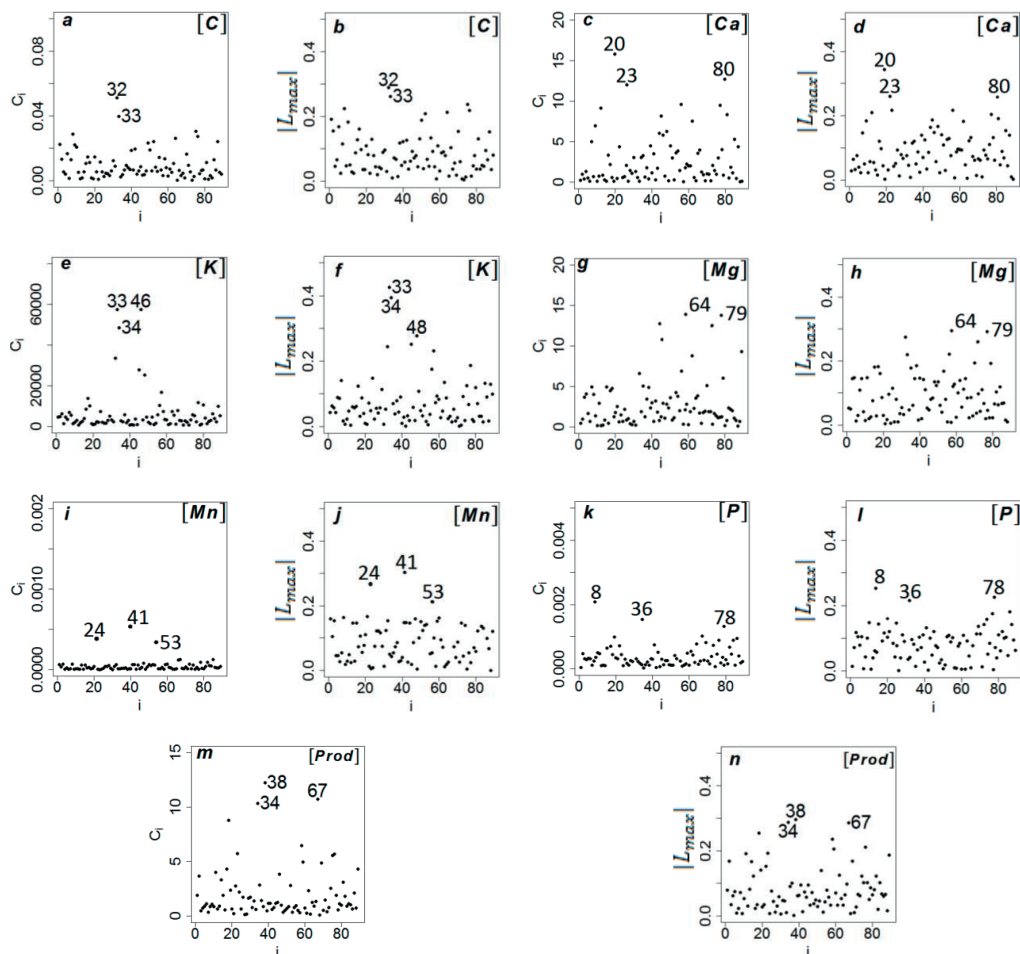 a [C]
C_i
0.00 0.04 0.08
32
33
0 20 40 60 80
i
b [C]
|L_max|
0.0 0.2 0.4
32
33
0 20 40 60 80
i
c [Ca]
C_i
0 5 10 15 20
20
23
80
0 20 40 60 80
i
d [Ca]
|L_max|
0.0 0.2 0.4
20
23
80
0 20 40 60 80
i
e [K]
C_i
0 20000 60000
33 46
34
0 20 40 60 80
i
f [K]
|L_max|
0.0 0.2 0.4
33
34
48
0 20 40 60 80
i
g [Mg]
C_i
0 5 10 15 20
64
79
0 20 40 60 80
i
h [Mg]
|L_max|
0.0 0.2 0.4
64
79
0 20 40 60 80
i
i [Mn]
C_i
0.0000 0.0010 0.002
24
41
53
0 20 40 60 80
i
j [Mn]
|L_max|
0.0 0.2 0.4
24
41
53
0 20 40 60 80
i
k [P]
C_i
0.000 0.002 0.004
8
36
78
0 20 40 60 80
i
l [P]
|L_max|
0.0 0.2 0.4
8
36
78
0 20 40 60 80
i
m [Prod]
C_i
0 5 10 15
38
34
67
0 20 40 60 80
i
n [Prod]
|L_max|
0.0 0.2 0.4
38
34
67
0 20 40 60 80
i